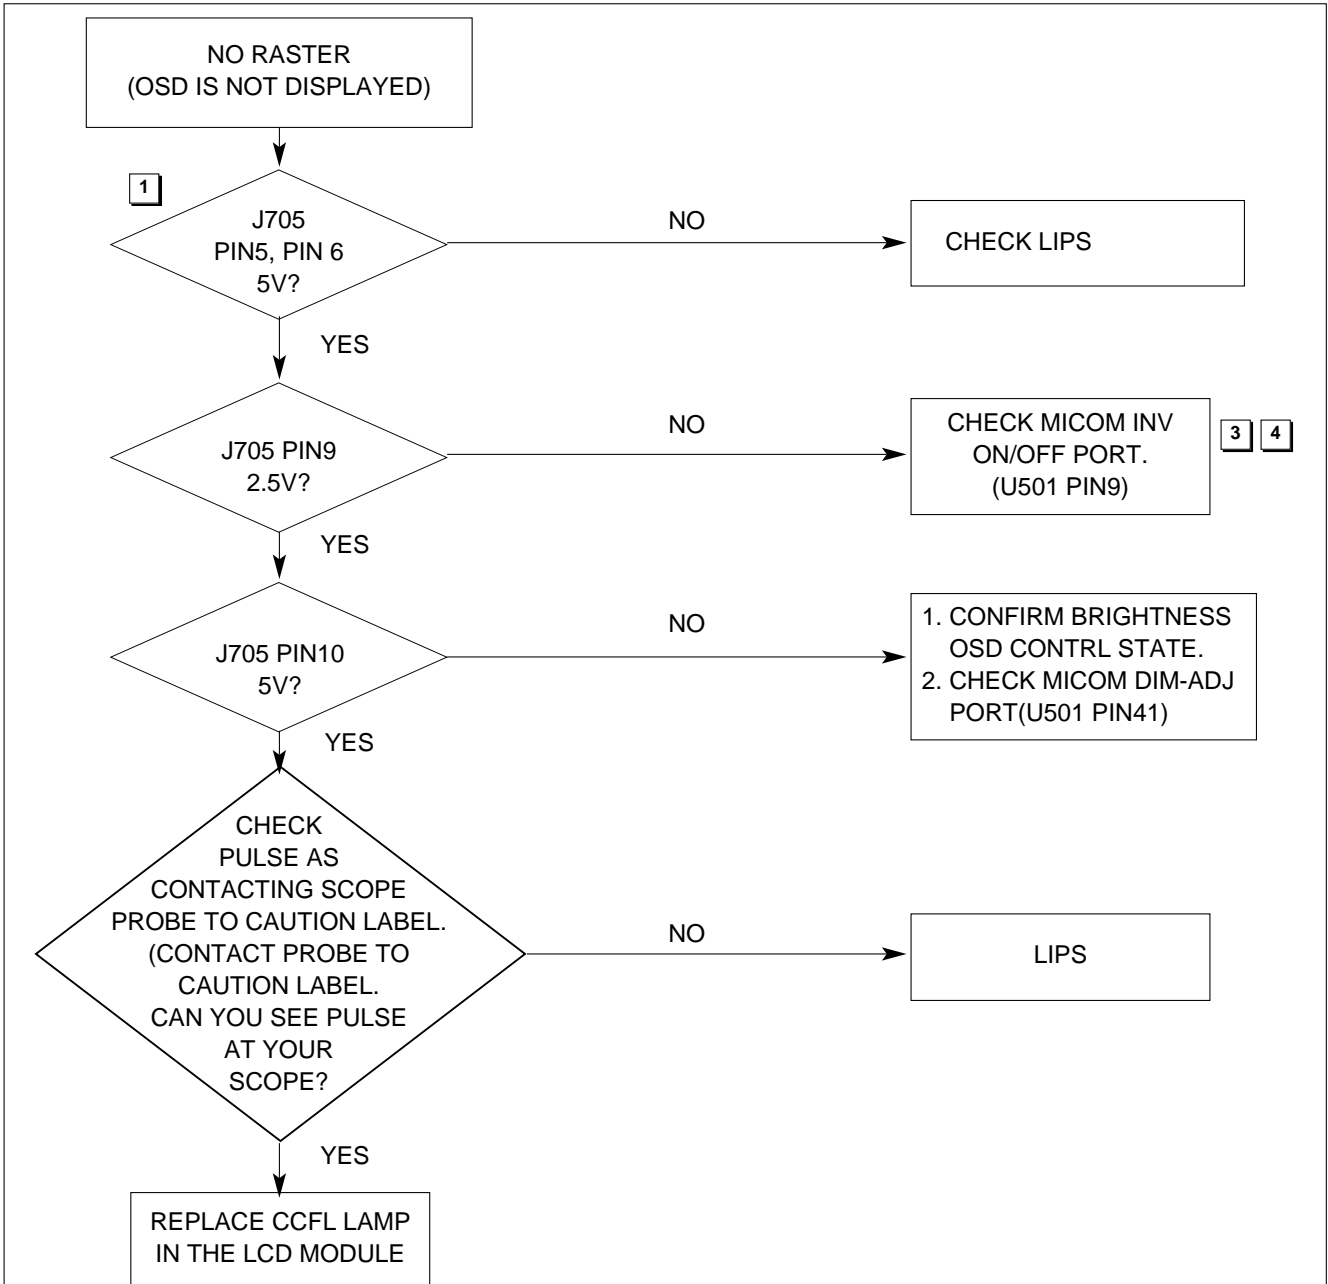 NO RASTER
(OSD IS NOT DISPLAYED)
1
J705
PIN5, PIN 6
5V?
NO
CHECK LIPS
YES
J705 PIN9
2.5V?
NO
CHECK MICOM INV
ON/OFF PORT.
(U501 PIN9)
3 4
YES
J705 PIN10
5V?
NO
1. CONFIRM BRIGHTNESS
OSD CONTRL STATE.
2. CHECK MICOM DIM-ADJ
PORT(U501 PIN41)
YES
CHECK
PULSE AS
CONTACTING SCOPE
PROBE TO CAUTION LABEL.
(CONTACT PROBE TO
CAUTION LABEL.
CAN YOU SEE PULSE
AT YOUR
SCOPE?
NO
LIPS
YES
REPLACE CCFL LAMP
IN THE LCD MODULE